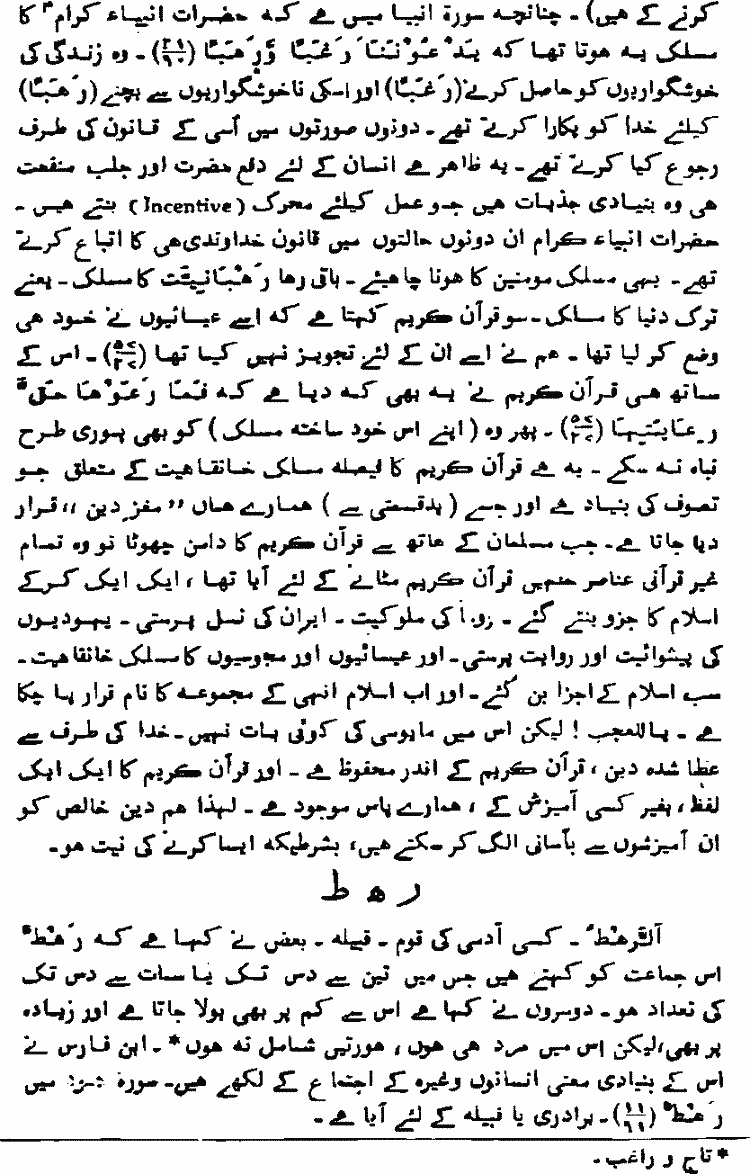 کرنے کے ہیں) ۔ چنانچہ سورۃ انبیا میں ہے کہ حضرات انبیاء کرامؑ کا
مسلک یہ ہوتا تھا کہ یَدْعُوْنَنَا رَغَبًا وَّرَھَبًا (۲۱/۹۰) ۔ وہ زندگی کی
خوشگواریوں کو حاصل کرنے (رَغَبًا) اور اسکی ناخوشگواریوں سے بچنے (رَھَبًا)
کیلئے خدا کو پکارا کرتے تھے ۔ دونوں صورتوں میں اُسی کے قانون کی طرف
رجوع کیا کرتے تھے ۔ یہ ظاہر ہے انسان کے لئے دفع مضرت اور جلب منفعت
ہی وہ بنیادی جذبات ہیں جو عمل کیلئے محرک (Incentive) بنتے ہیں ۔
حضرات انبیاء کرام ان دونوں حالتوں میں قانون خداوندی ہی کا اتباع کرتے
تھے ۔ یہی مسلک مومنین کا ہونا چاہیئے ۔ باقی رہا رَھْبَانِیَّت کا مسلک ۔ یعنے
ترک دنیا کا مسلک ۔ سو قرآن کریم کہتا ہے کہ اسے عیسائیوں نے خود ہی
وضع کر لیا تھا ۔ ہم نے اسے ان کے لئے تجویز نہیں کیا تھا (۵۷/۲۷) ۔ اس کے
ساتھ ہی قرآن کریم نے یہ بھی کہہ دیا ہے کہ فَمَا رَعَوْھَا حَقَّ
رِعَایَتِہَا (۵۷/۲۷) ۔ پھر وہ (اپنے اس خود ساختہ مسلک) کو بھی پوری طرح
نباہ نہ سکے ۔ یہ ہے قرآن کریم کا فیصلہ مسلک خانقاہیت کے متعلق جو
تصوف کی بنیاد ہے اور جسے (بدقسمتی سے) ہمارے ہاں ”مغزِ دین“ قرار
دیا جاتا ہے ۔ جب مسلمان کے ہاتھ سے قرآن کریم کا دامن چھوٹا تو وہ تمام
غیر قرآنی عناصر جنہیں قرآن کریم مٹانے کے لئے آیا تھا ، ایک ایک کرکے
اسلام کا جزو بنتے گئے ۔ روما کی ملوکیت ۔ ایران کی نسل پرستی ۔ یہودیوں
کی پیشوائیت اور روایت پرستی ۔ اور عیسائیوں اور مجوسیوں کا مسلک خانقاہیت ۔
سب اسلام کے اجزا بن گئے ۔ اور اب اسلام انہی کے مجموعہ کا نام قرار پا چکا
ہے ۔ یاللعجب ! لیکن اس میں مایوسی کی کوئی بات نہیں ۔ خدا کی طرف سے
عطا شدہ دین ، قرآن کریم کے اندر محفوظ ہے ۔ اور قرآن کریم کا ایک ایک
لفظ ، بغیر کسی آمیزش کے ، ہمارے پاس موجود ہے ۔ لہذا ہم دین خالص کو
ان آمیزشوں سے بآسانی الگ کر سکتے ہیں، بشرطیکہ ایسا کرنے کی نیت ہو ۔
ر ھ ط
اَلرَّھْطُ ۔ کسی آدمی کی قوم ۔ قبیلہ ۔ بعض نے کہا ہے کہ رَھْطٌ
اس جماعت کو کہتے ہیں جس میں تین سے دس تک یا سات سے دس تک
کی تعداد ہو ۔ دوسروں نے کہا ہے اس سے کم پر بھی بولا جاتا ہے اور زیادہ
پر بھی،لیکن اس میں مرد ہی ہوں ، عورتیں شامل نہ ہوں * ۔ ابن فارس نے
اس کے بنیادی معنی انسانوں وغیرہ کے اجتماع کے لکھے ہیں ۔ سورۃ ہود میں
رَھْطٌ (۱۱/۹۱) ۔ برادری یا قبیلہ کے لئے آیا ہے ۔
* تاج و راغب ۔